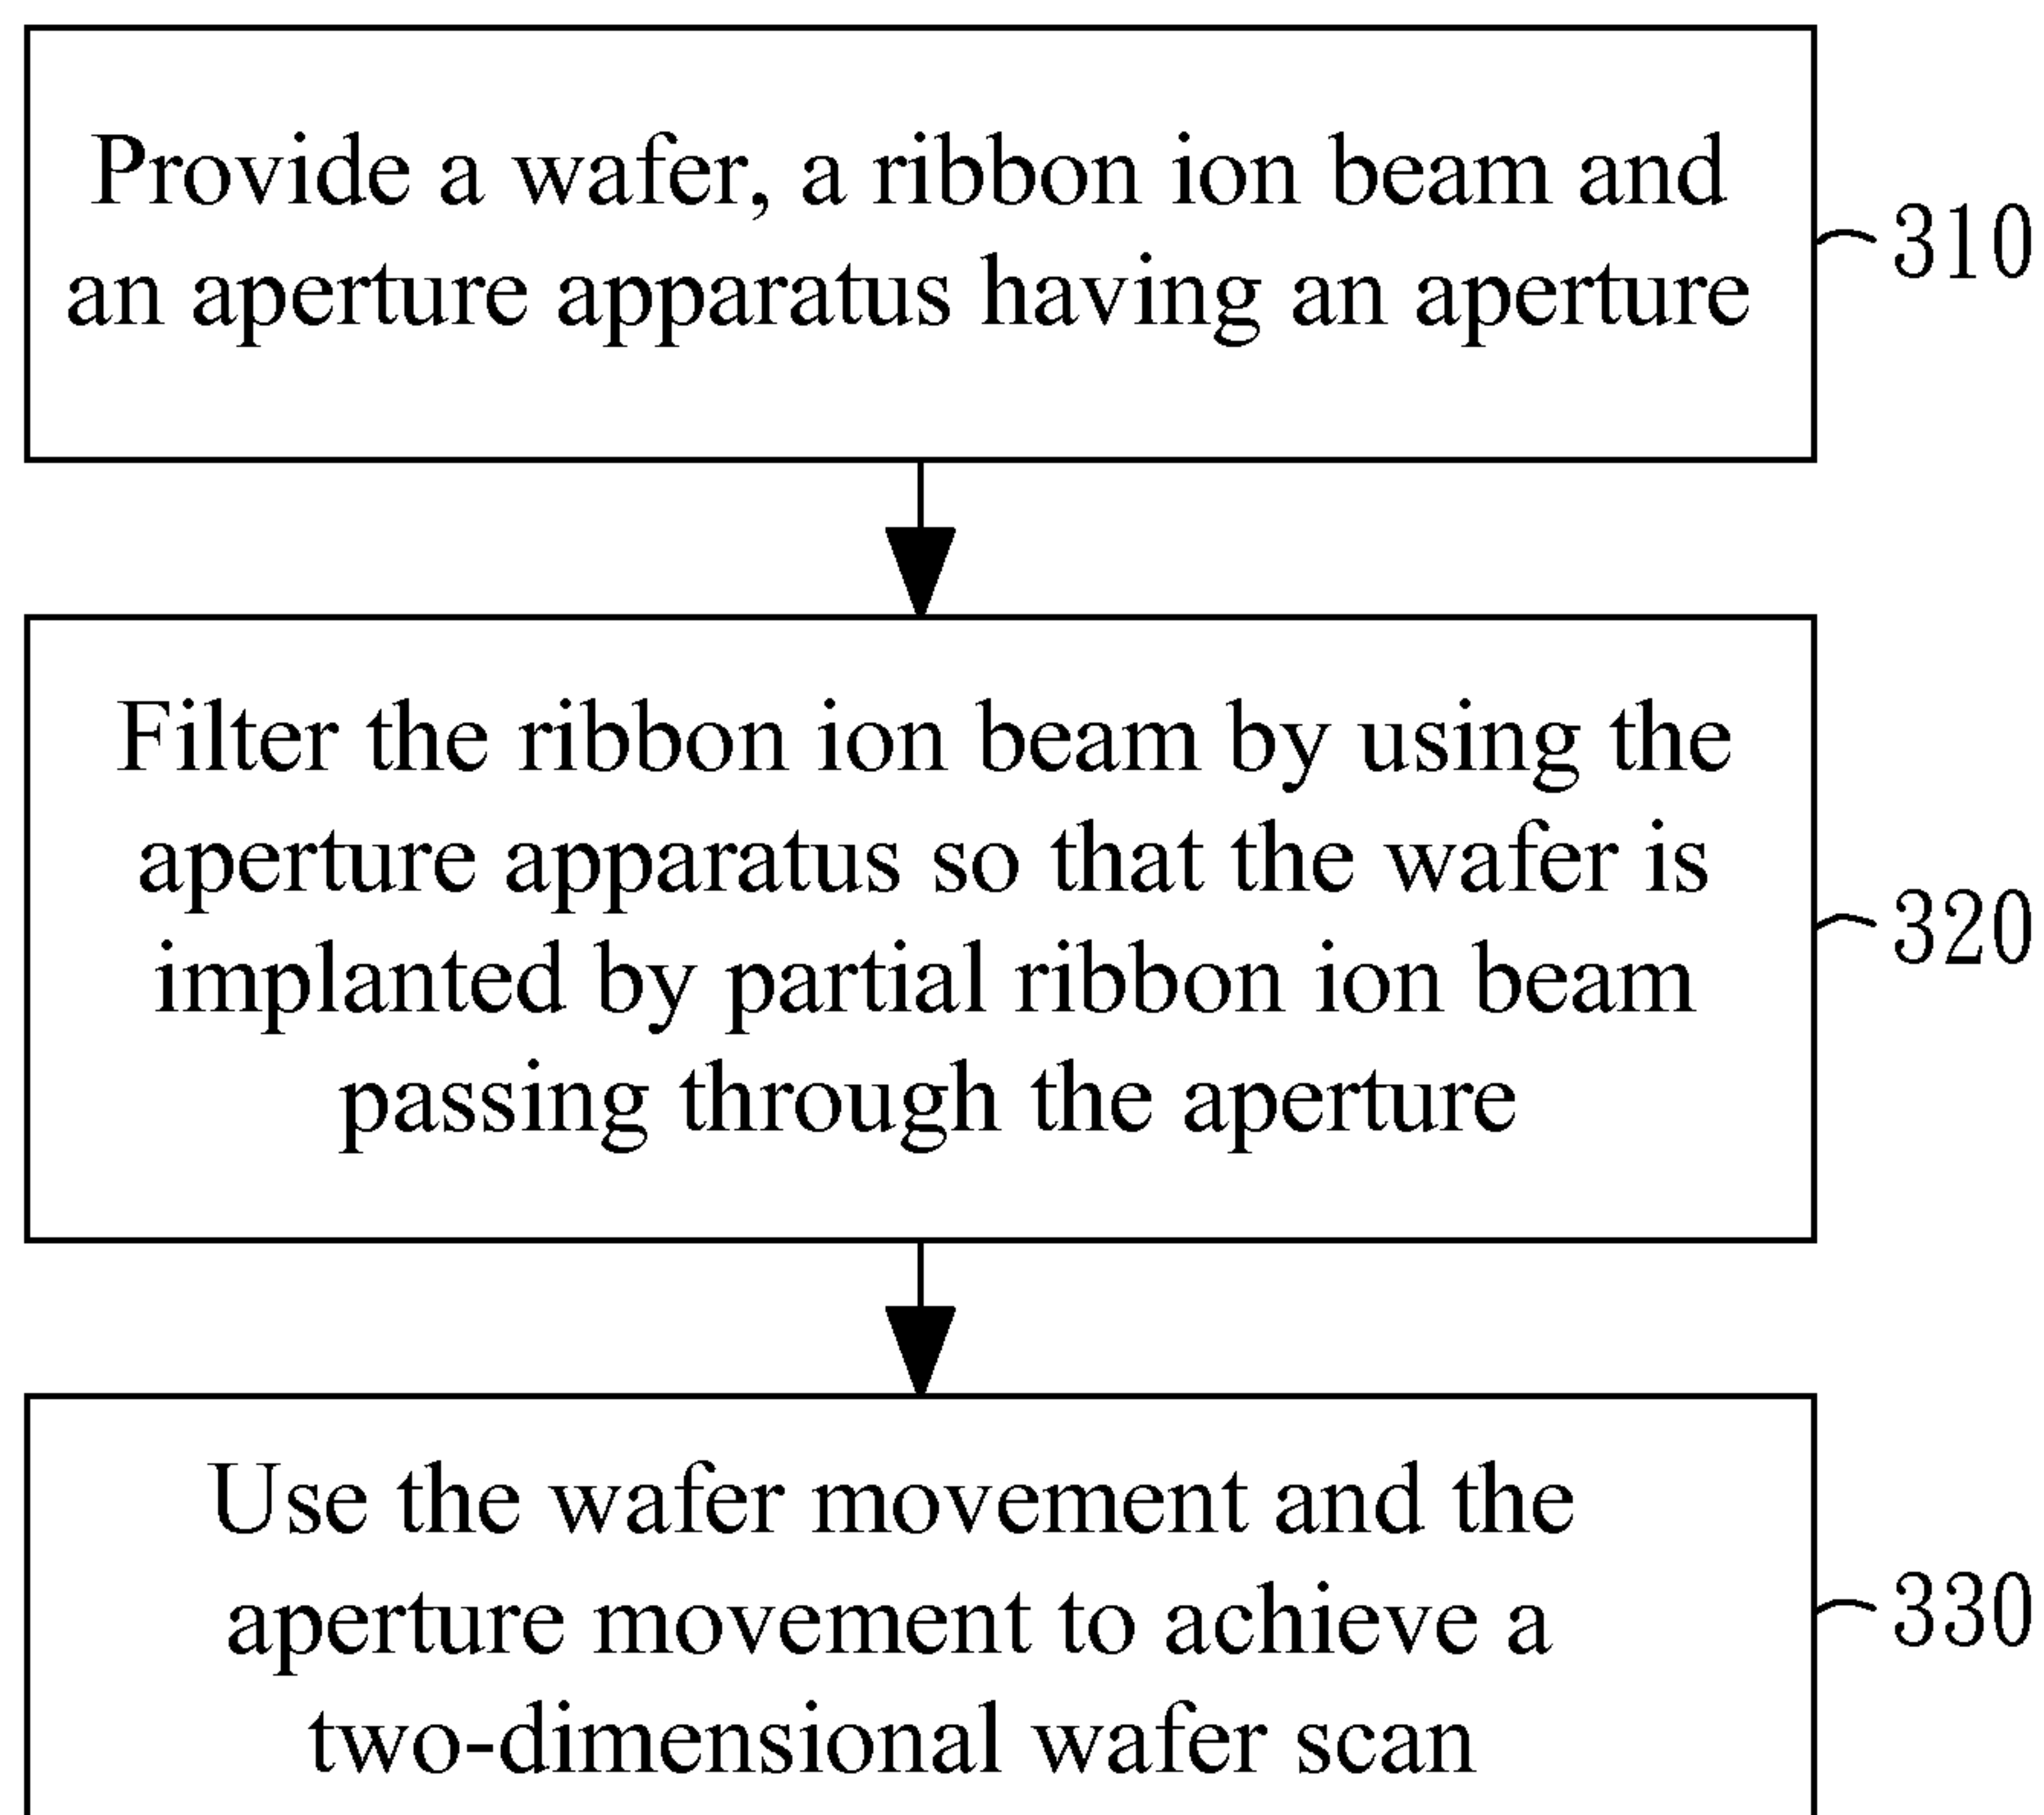 Provide a wafer, a ribbon ion beam and
an aperture apparatus having an aperture
310
Filter the ribbon ion beam by using the
aperture apparatus so that the wafer is
implanted by partial ribbon ion beam
passing through the aperture
320
Use the wafer movement and the
aperture movement to achieve a
two-dimensional wafer scan
330